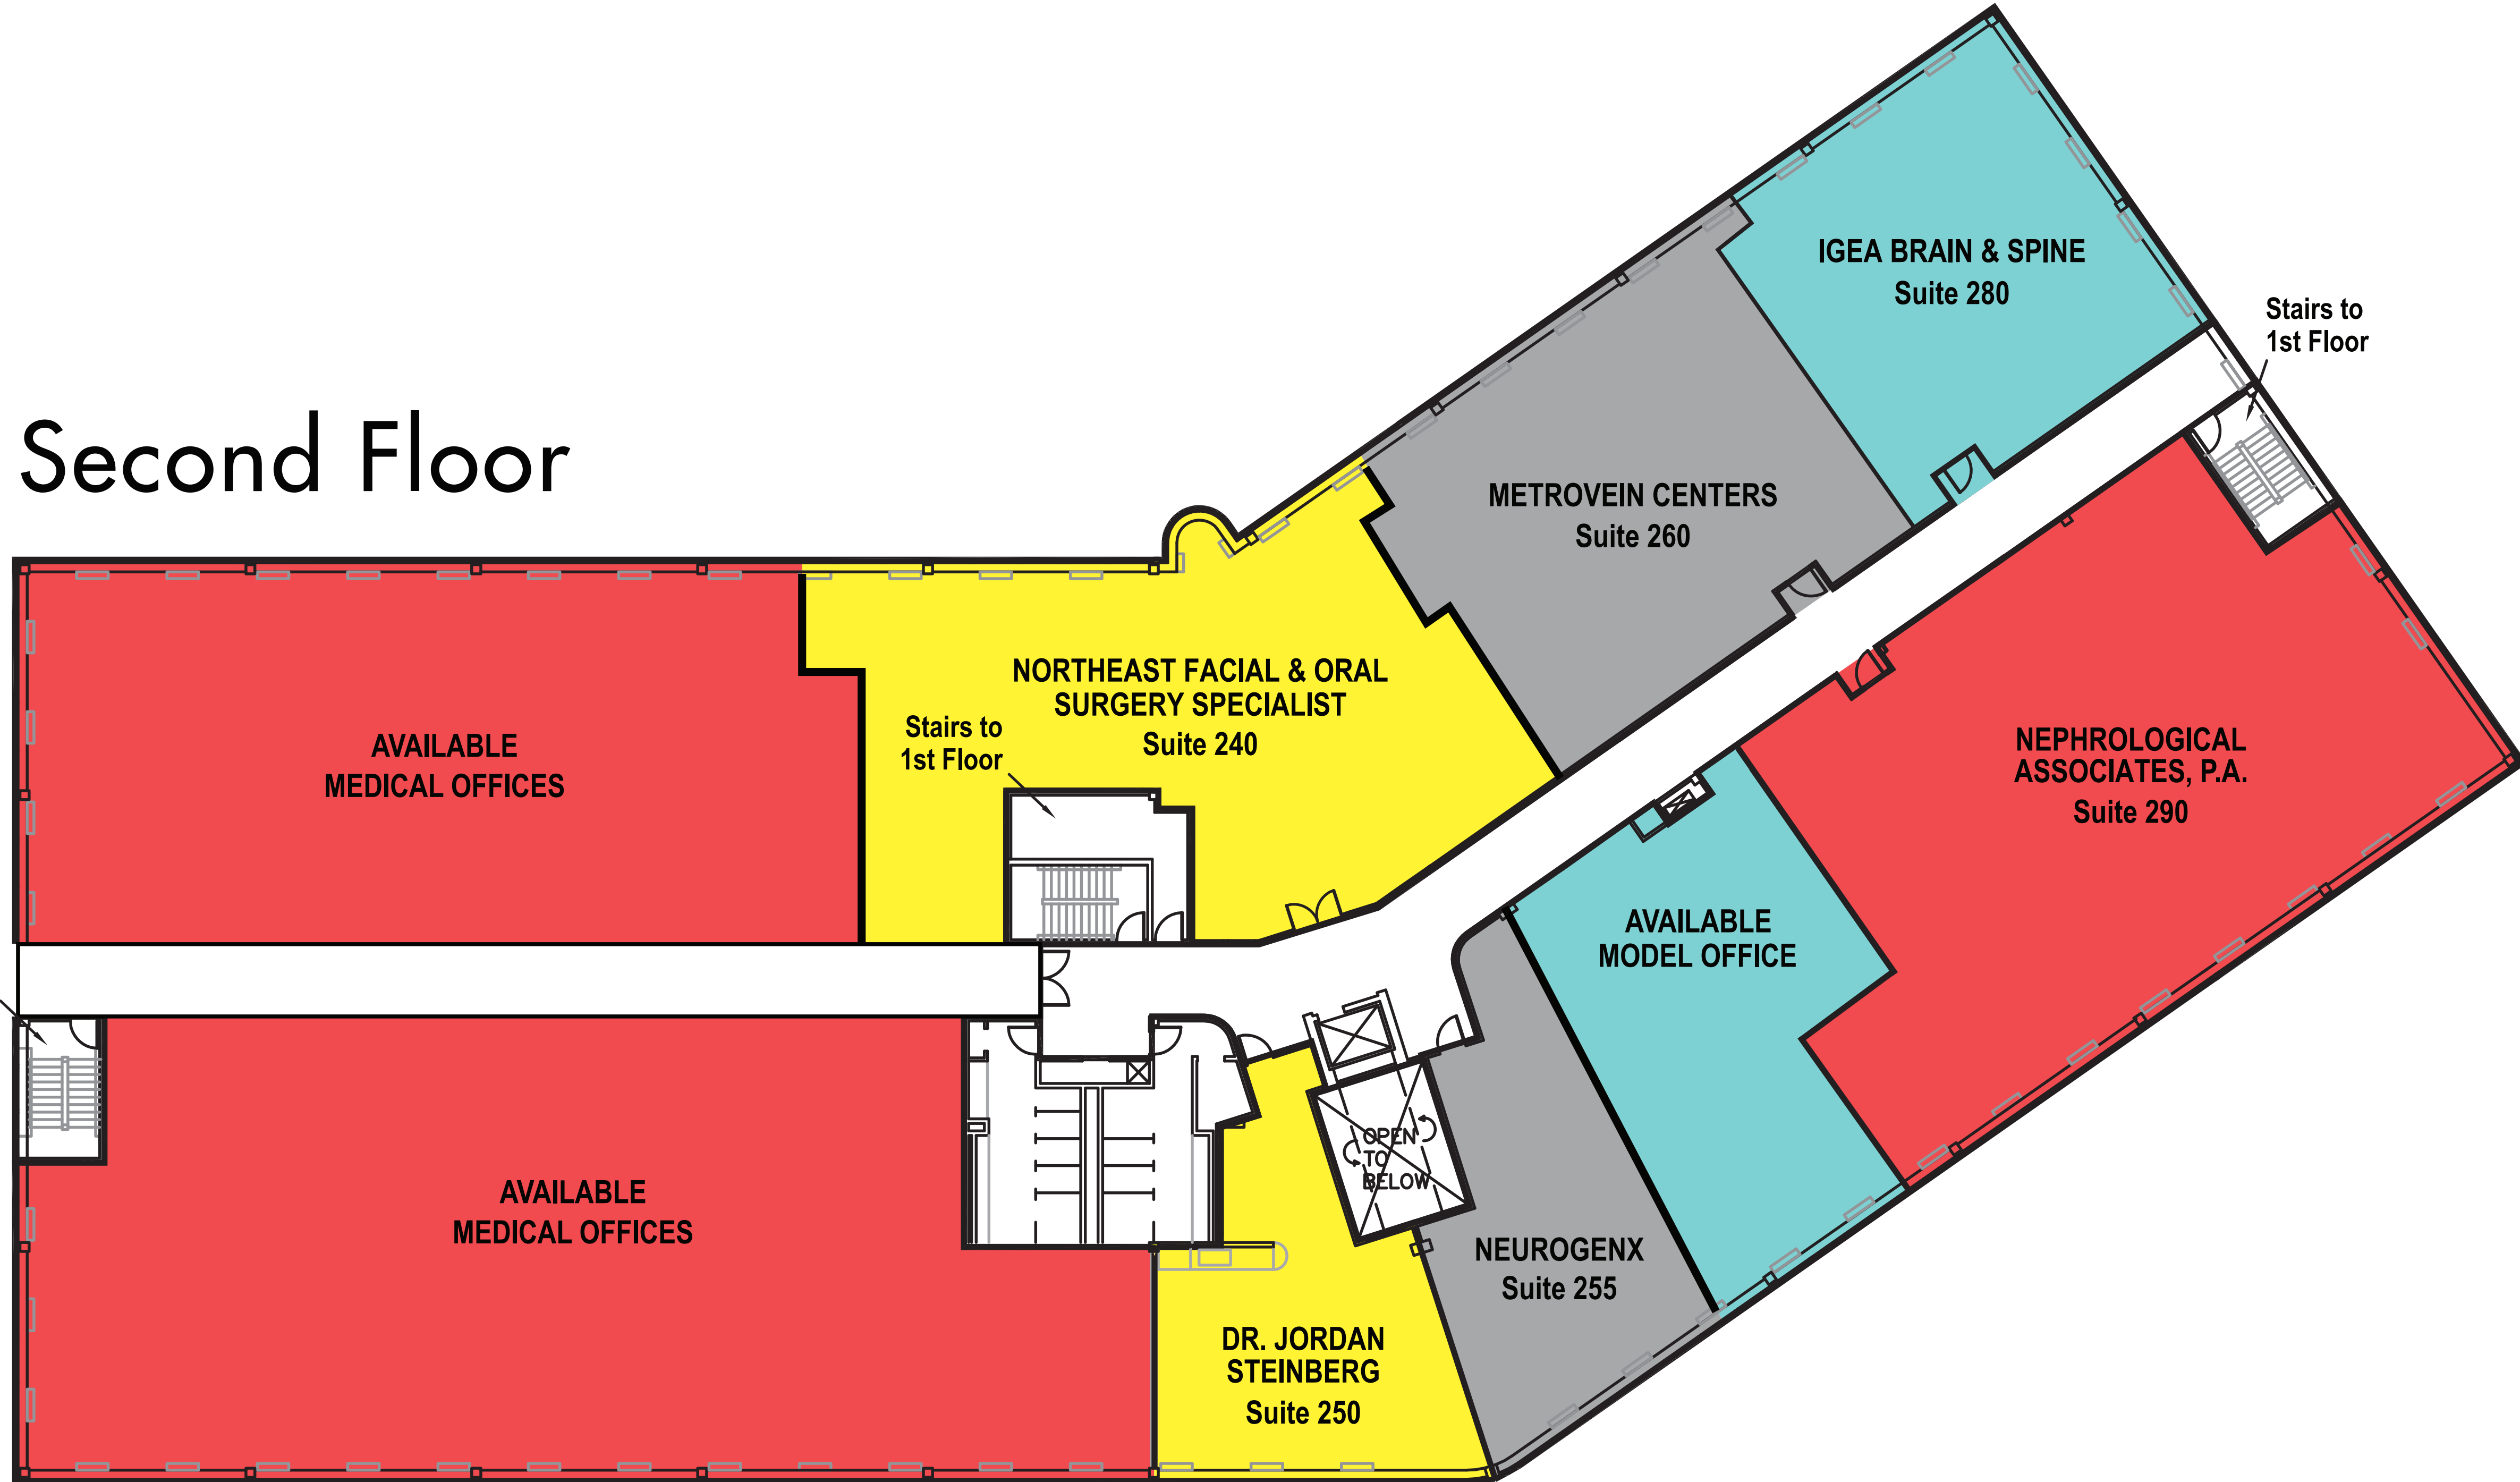 Second Floor
IGEA BRAIN & SPINE
Suite 280
Stairs to
1st Floor
METROVEIN CENTERS
Suite 260
NORTHEAST FACIAL & ORAL
SURGERY SPECIALIST
Suite 240
Stairs to
1st Floor
AVAILABLE
MEDICAL OFFICES
NEPHROLOGICAL
ASSOCIATES, P.A.
Suite 290
AVAILABLE
MODEL OFFICE
OPEN
TO
BELOW
AVAILABLE
MEDICAL OFFICES
NEUROGENX
Suite 255
DR. JORDAN
STEINBERG
Suite 250